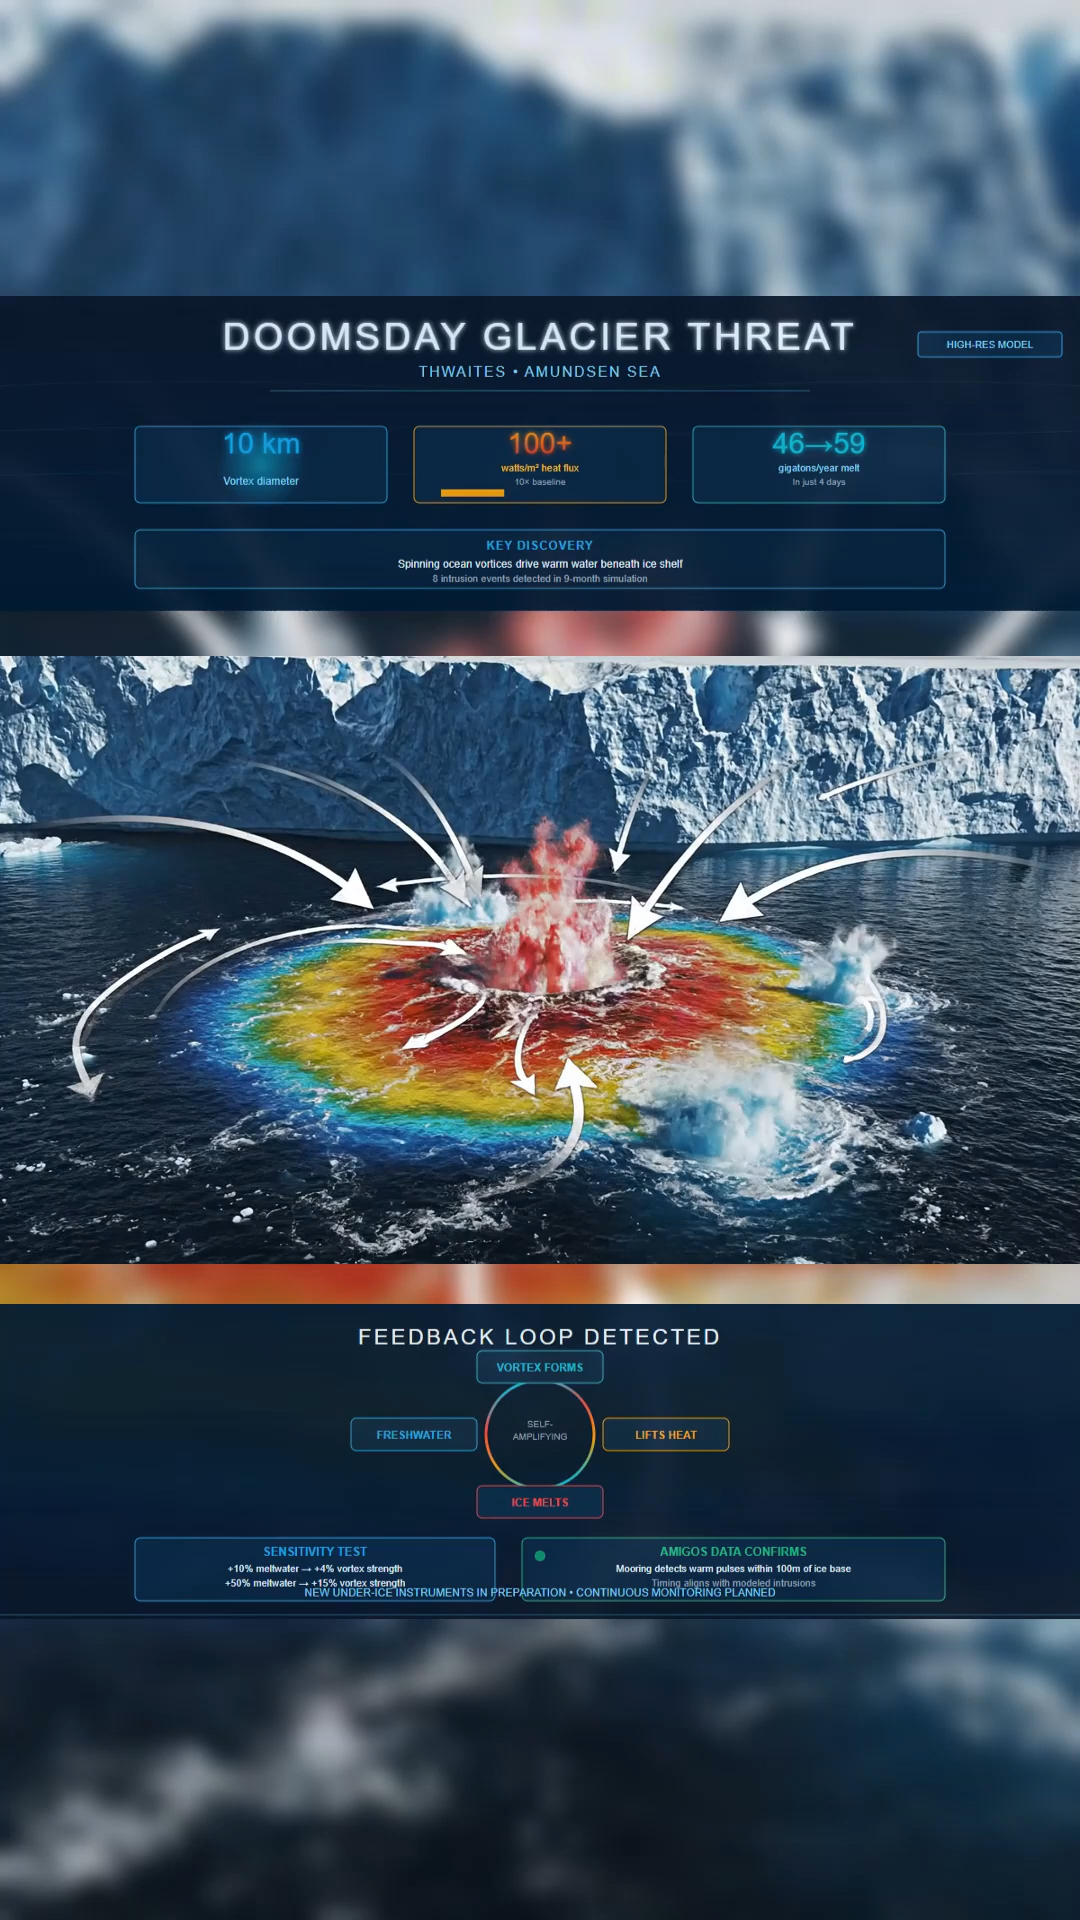 DOOMSDAY GLACIER THREAT
HIGH-RES MODEL
THWAITES • AMUNDSEN SEA
10 km
Vortex diameter
100+
watts/m² heat flux
10× baseline
46→59
gigatons/year melt
In just 4 days
KEY DISCOVERY
Spinning ocean vortices drive warm water beneath ice shelf
8 intrusion events detected in 9-month simulation
FEEDBACK LOOP DETECTED
VORTEX FORMS
FRESHWATER
SELF-
AMPLIFYING
LIFTS HEAT
ICE MELTS
SENSITIVITY TEST
+10% meltwater → +4% vortex strength
+50% meltwater → +15% vortex strength
AMIGOS DATA CONFIRMS
Mooring detects warm pulses within 100m of ice base
Timing aligns with modeled intrusions
NEW UNDER-ICE INSTRUMENTS IN PREPARATION • CONTINUOUS MONITORING PLANNED